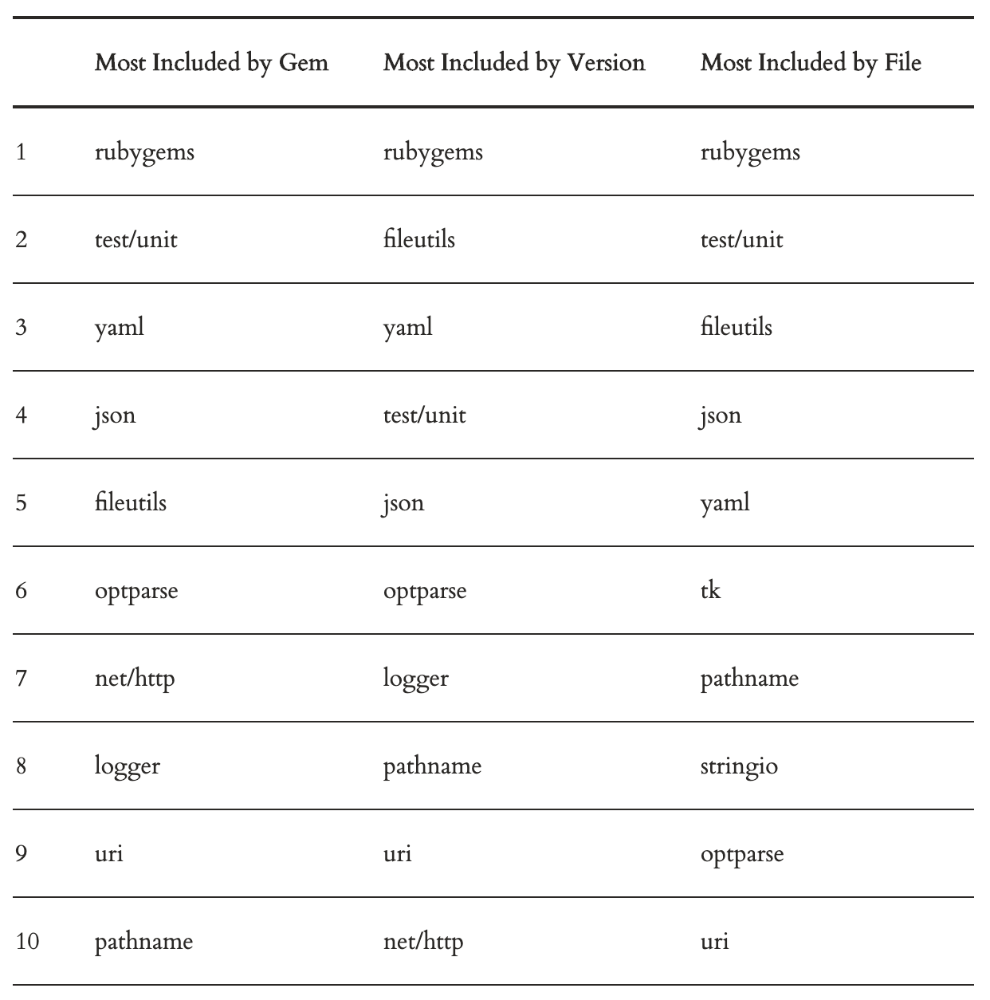 Most Included by Gem Most Included by Version Most Included by File
1 rubygems rubygems rubygems
2 test/unit fileutils test/unit
3 yaml yaml fileutils
4 json test/unit json
5 fileutils json yaml
6 optparse optparse tk
7 net/http logger pathname
8 logger pathname stringio
9 uri uri optparse
10 pathname net/http uri